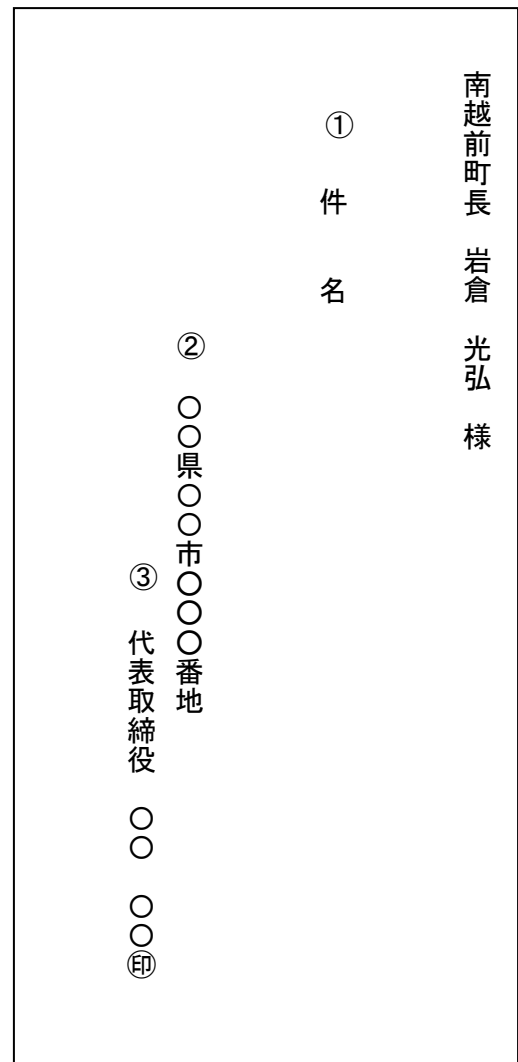 南越前町長　岩倉　光弘　様
①　件　名
②　〇〇県〇〇市〇〇〇番地
③　代表取締役　〇〇　〇〇㊞